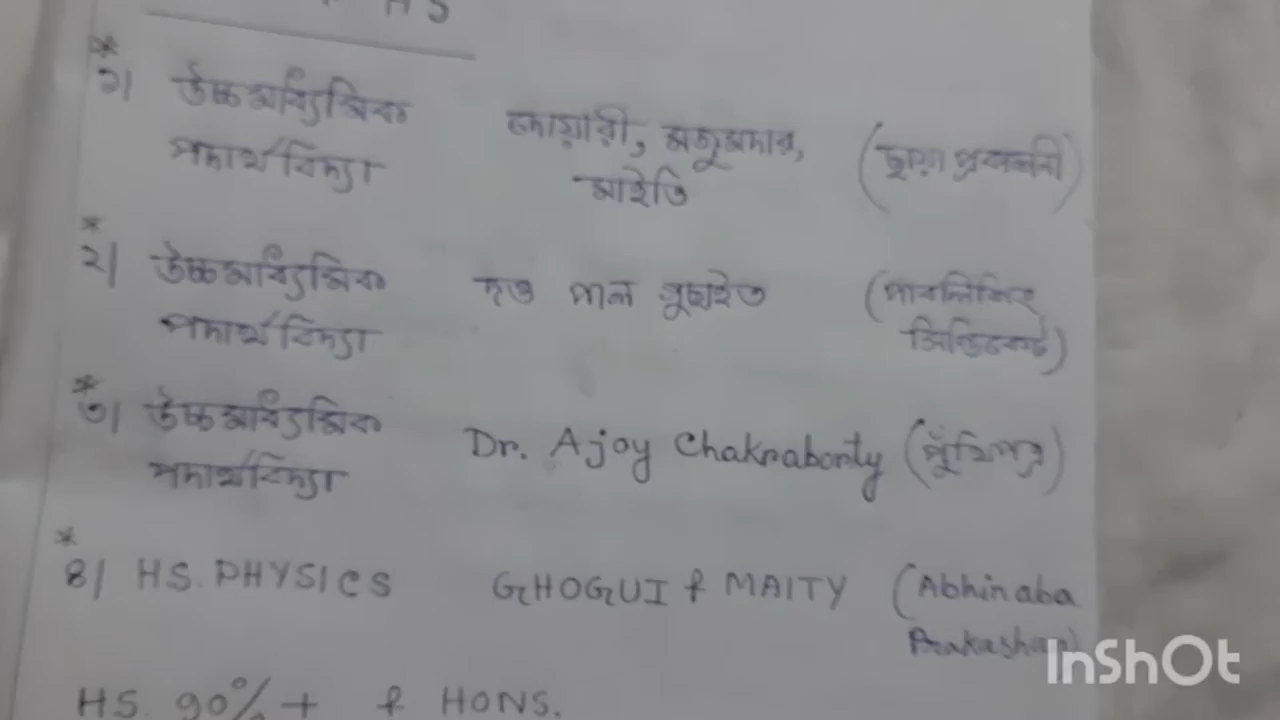 HS
* ১। উচ্চমাধ্যমিক পদার্থবিদ্যা
জোয়ারী, মজুমদার, মাইতি
(ছায়া প্রকাশনী)
* ২। উচ্চমাধ্যমিক পদার্থবিদ্যা
দত্ত পাল গুছাইত
(পাবলিশিং সিন্ডিকেট)
* ৩। উচ্চমাধ্যমিক পদার্থবিদ্যা
Dr. Ajoy Chakraborty (পুঁথিপত্র)
* ৪। HS. PHYSICS GHOGUI & MAITY (Abhinaba
Prakashan)
HS. 90% + & HONS.
InShOt